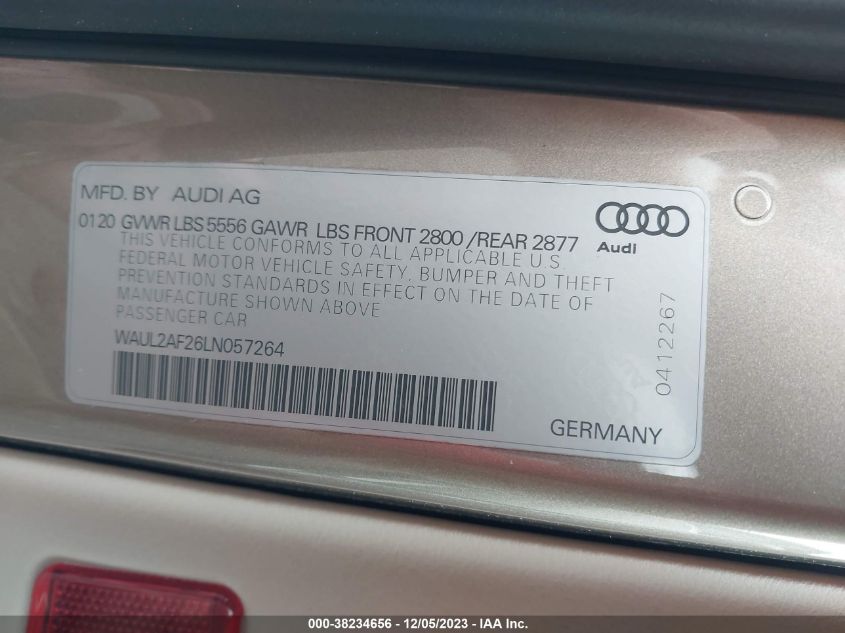 MFD. BY AUDI AG
0120 GVWR LBS 5556 GAWR LBS FRONT 2800 /REAR 2877
Audi
THIS VEHICLE CONFORMS TO ALL APPLICABLE U.S.
FEDERAL MOTOR VEHICLE SAFETY, BUMPER AND THEFT
PREVENTION STANDARDS IN EFFECT ON THE DATE OF
MANUFACTURE SHOWN ABOVE
PASSENGER CAR
WAUL2AF26LN057264
0412267
GERMANY
000-38234656 - 12/05/2023 - IAA Inc.